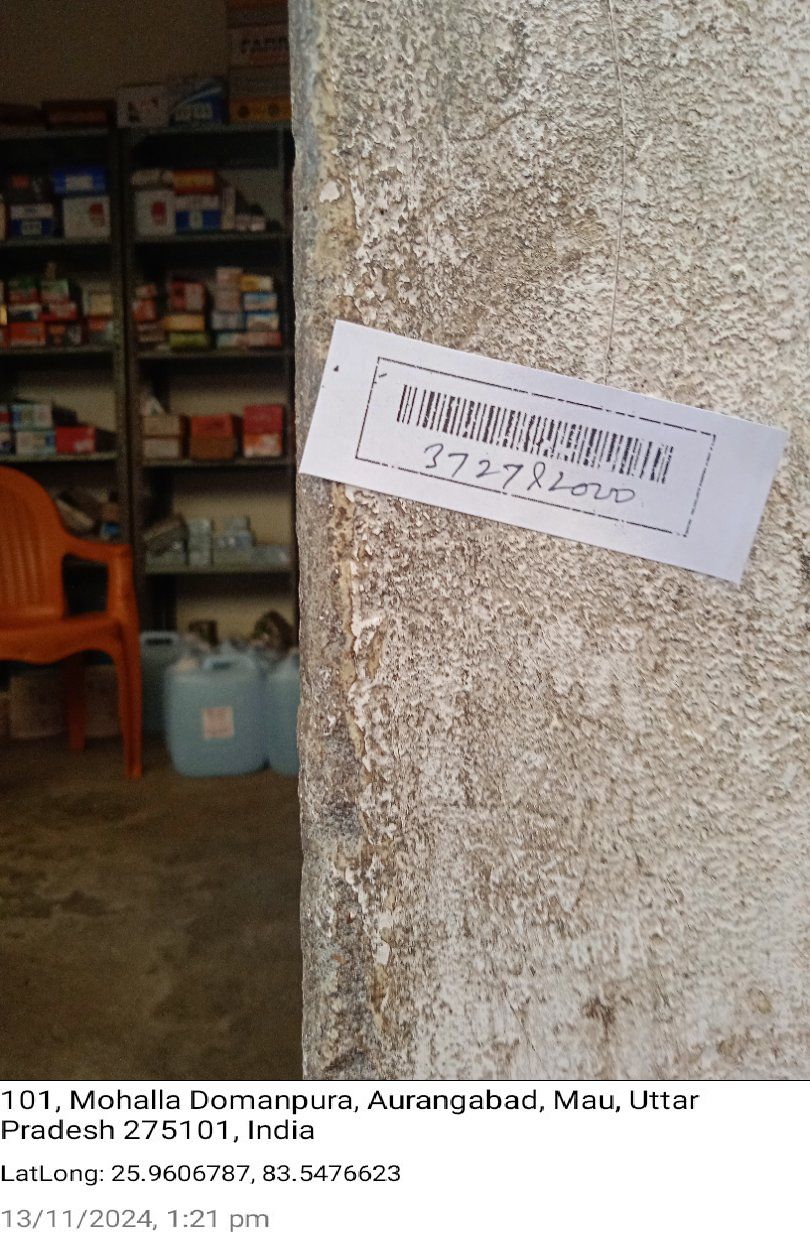 372782020
101, Mohalla Domanpura, Aurangabad, Mau, Uttar
Pradesh 275101, India
LatLong: 25.9606787, 83.5476623
13/11/2024, 1:21 pm